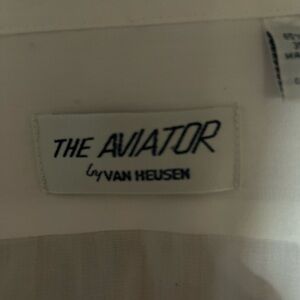 THE AVIATOR
by VAN HEUSEN